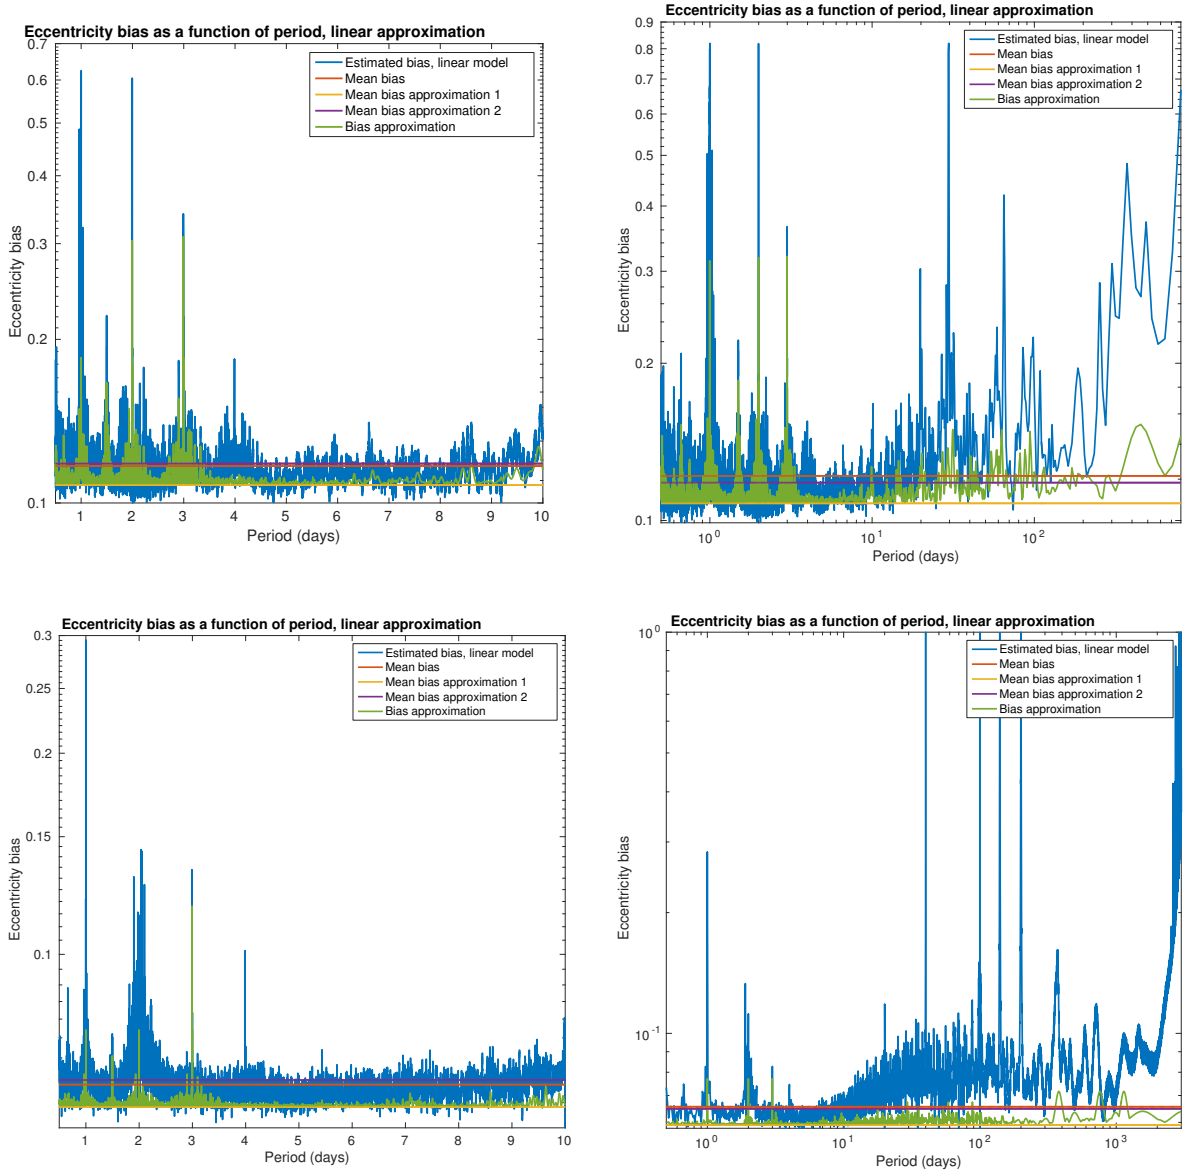 Eccentricity bias as a function of period, linear approximation
0.7
0.6
0.5
0.4
0.3
0.2
0.1
Eccentricity bias
Estimated bias, linear model
Mean bias
Mean bias approximation 1
Mean bias approximation 2
Bias approximation
1 2 3 4 5 6 7 8 9 10
Period (days)
Eccentricity bias as a function of period, linear approximation
0.9
0.8
0.7
0.6
0.5
0.4
0.3
0.2
0.1
Eccentricity bias
Estimated bias, linear model
Mean bias
Mean bias approximation 1
Mean bias approximation 2
Bias approximation
10^0 10^1 10^2
Period (days)
Eccentricity bias as a function of period, linear approximation
0.3
0.25
0.2
0.15
0.1
Eccentricity bias
Estimated bias, linear model
Mean bias
Mean bias approximation 1
Mean bias approximation 2
Bias approximation
1 2 3 4 5 6 7 8 9 10
Period (days)
Eccentricity bias as a function of period, linear approximation
10^0
10^-1
Eccentricity bias
Estimated bias, linear model
Mean bias
Mean bias approximation 1
Mean bias approximation 2
Bias approximation
10^0 10^1 10^2 10^3
Period (days)